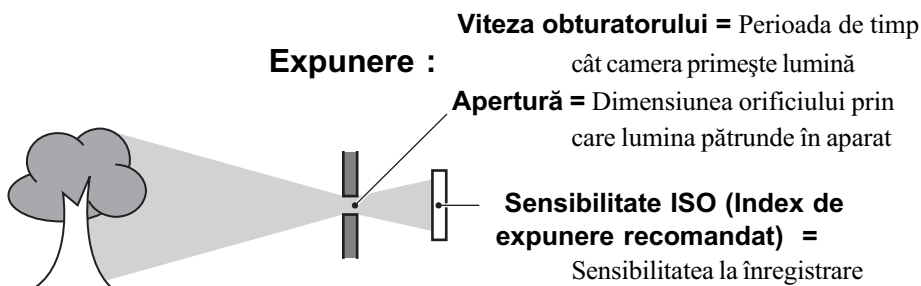 Viteza obturatorului = Perioada de timp
Expunere :
cât camera primeşte lumină
Apertură = Dimensiunea orificiului prin
care lumina pătrunde în aparat
Sensibilitate ISO (Index de
expunere recomandat) =
Sensibilitatea la înregistrare